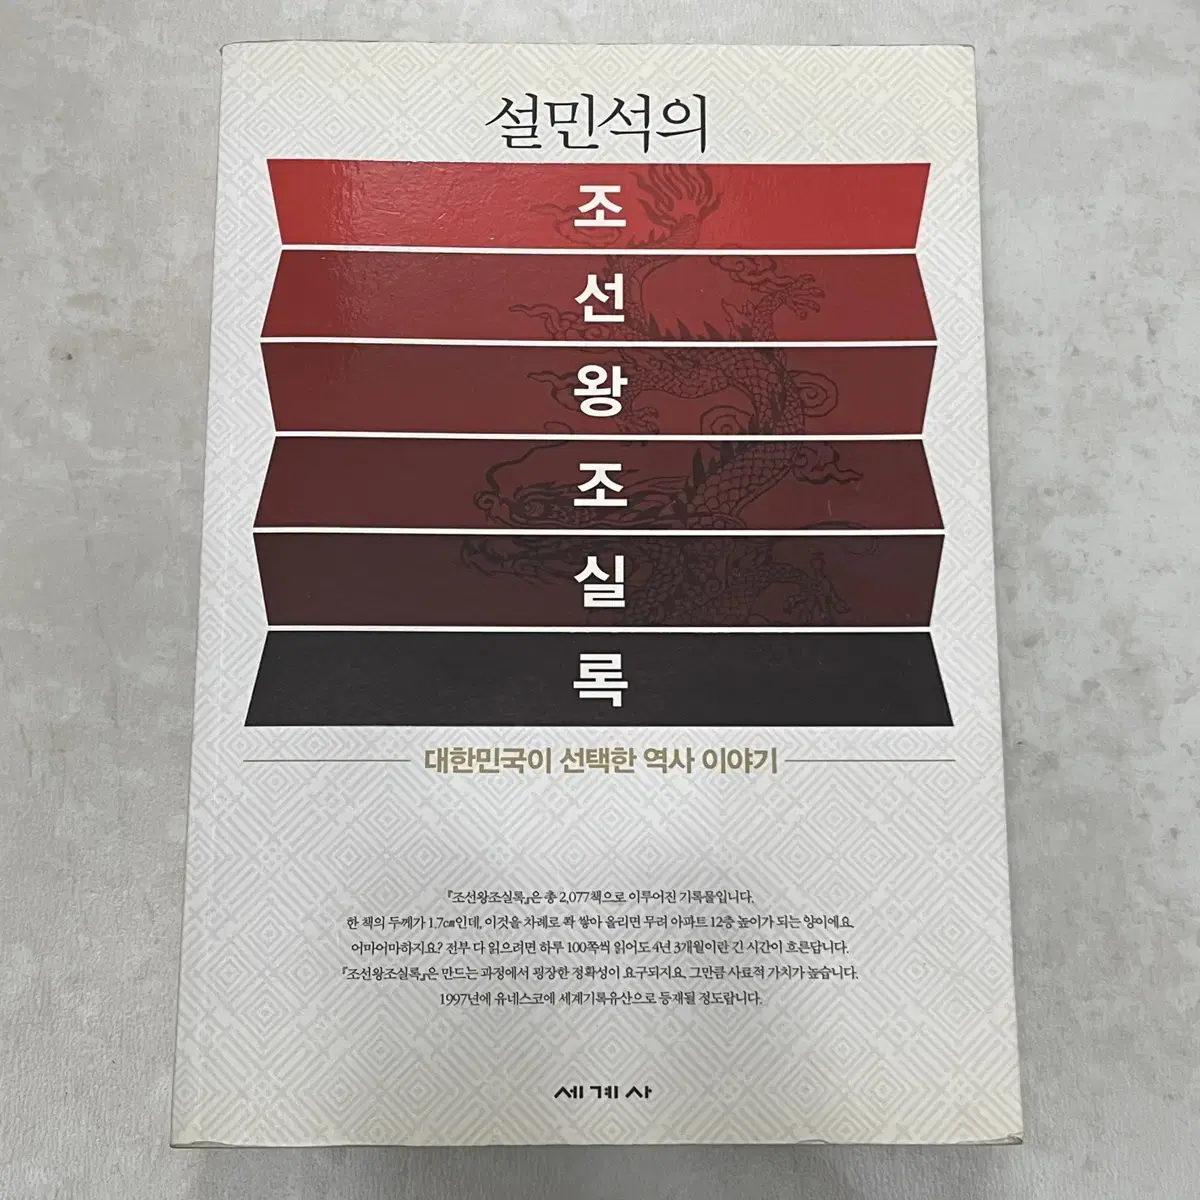 설민석의
조
선
왕
조
실
록
대한민국이 선택한 역사 이야기
『조선왕조실록』은 총 2,077책으로 이루어진 기록물입니다.
한 책의 두께가 1.7㎝인데, 이것을 차례로 쫙 쌓아 올리면 무려 아파트 12층 높이가 되는 양이에요.
어마어마하지요? 전부 다 읽으려면 하루 100쪽씩 읽어도 4년 3개월이란 긴 시간이 흐른답니다.
『조선왕조실록』은 만드는 과정에서 굉장한 정확성이 요구되지요. 그만큼 사료적 가치가 높습니다.
1997년에 유네스코에 세계기록유산으로 등재될 정도랍니다.
세계사